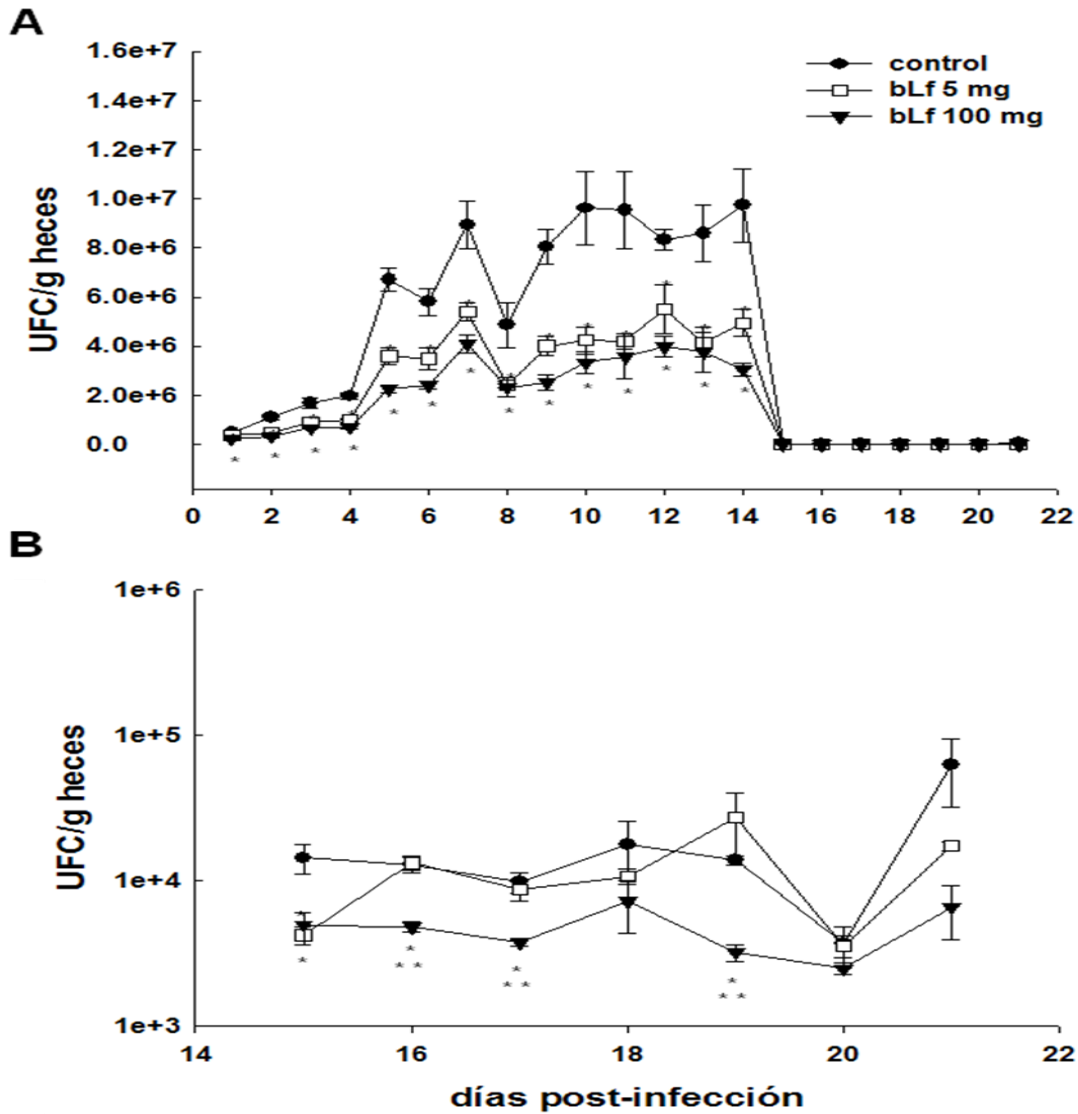 A
1.6e+7
1.4e+7
1.2e+7
1.0e+7
8.0e+6
6.0e+6
4.0e+6
2.0e+6
0.0
UFC/g heces
control
bLf 5 mg
bLf 100 mg
0 2 4 6 8 10 12 14 16 18 20 22
B
1e+6
1e+5
1e+4
1e+3
UFC/g heces
14 16 18 20 22
días post-infección